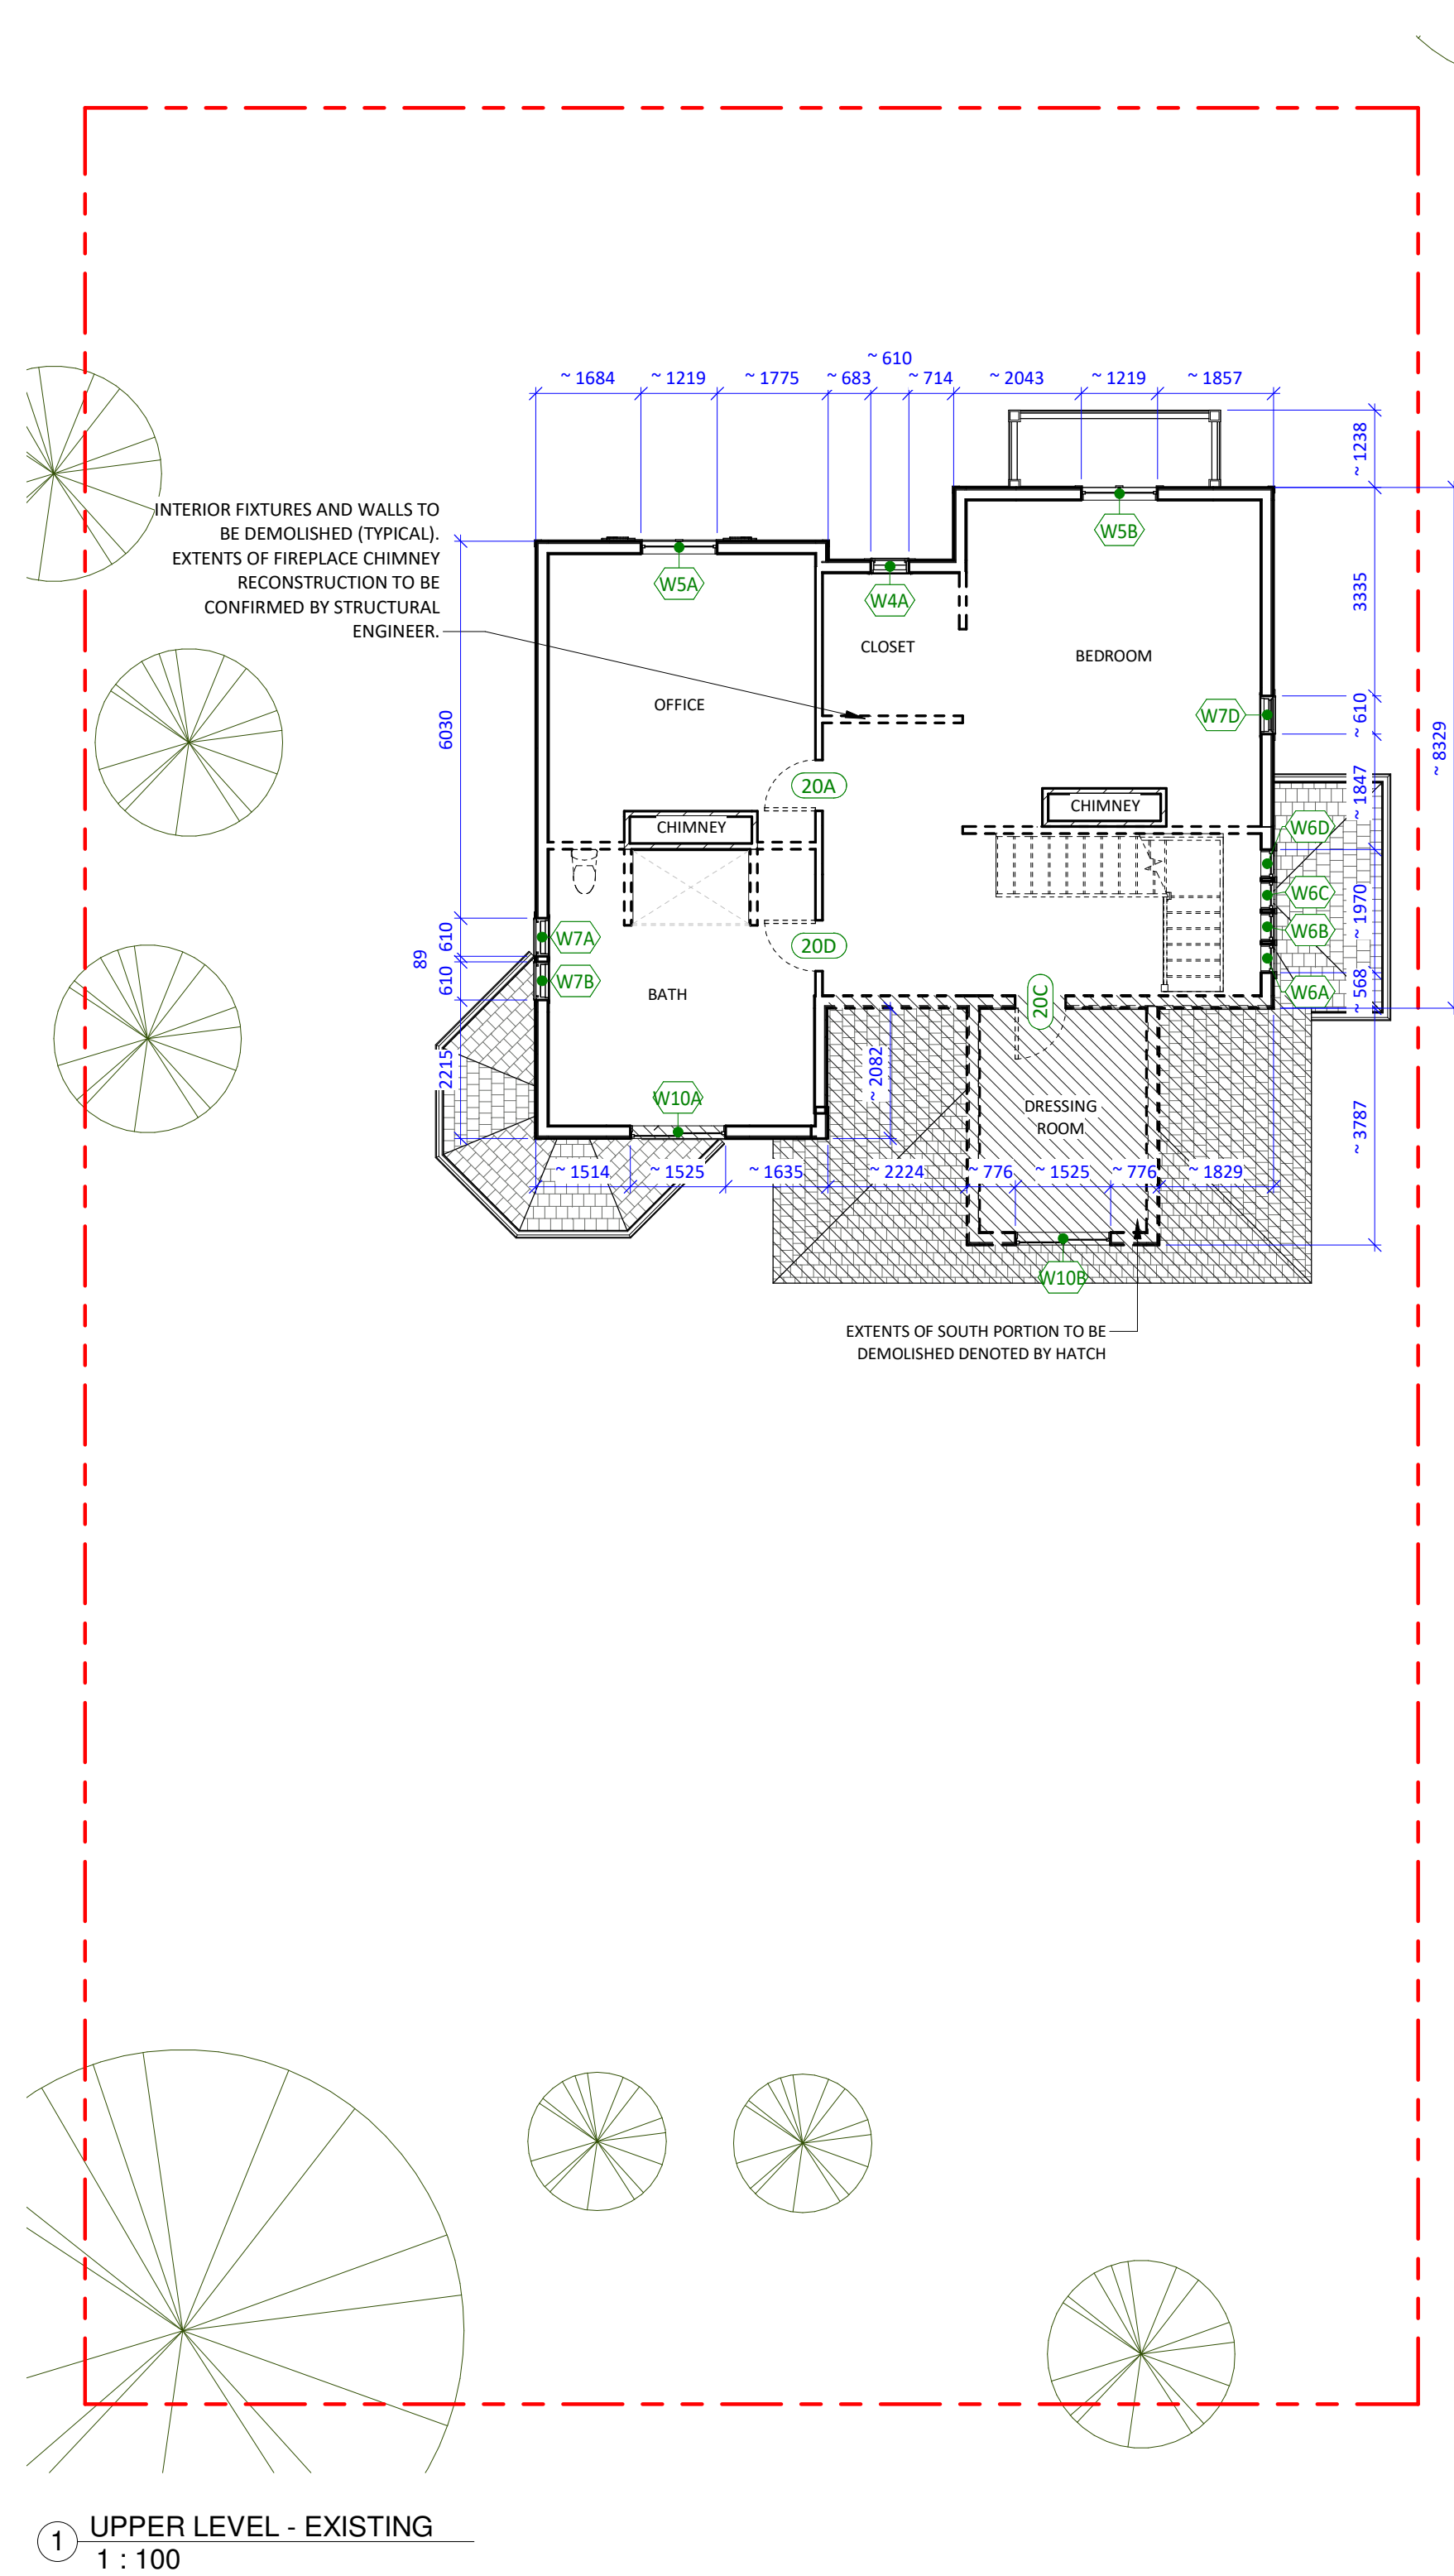 ~ 610
~ 1684
~ 1219
~ 1775
~ 683
~ 714
~ 2043
~ 1219
~ 1857
~ 1238
INTERIOR FIXTURES AND WALLS TO
BE DEMOLISHED (TYPICAL).
EXTENTS OF FIREPLACE CHIMNEY
RECONSTRUCTION TO BE
CONFIRMED BY STRUCTURAL
ENGINEER.
W5B
W5A
W4A
3335
CLOSET
BEDROOM
OFFICE
W7D
~ 610
6030
~ 8329
20A
~ 1847
CHIMNEY
CHIMNEY
W6D
W6C
~ 1970
W6B
W7A
610
20D
89
W7B
610
BATH
20C
W6A
~ 568
2215
~ 2082
W10A
DRESSING
ROOM
~ 3787
~ 1514
~ 1525
~ 1635
~ 2224
~ 776
~ 1525
~ 776
~ 1829
W10B
EXTENTS OF SOUTH PORTION TO BE
DEMOLISHED DENOTED BY HATCH
1
UPPER LEVEL - EXISTING
1 : 100